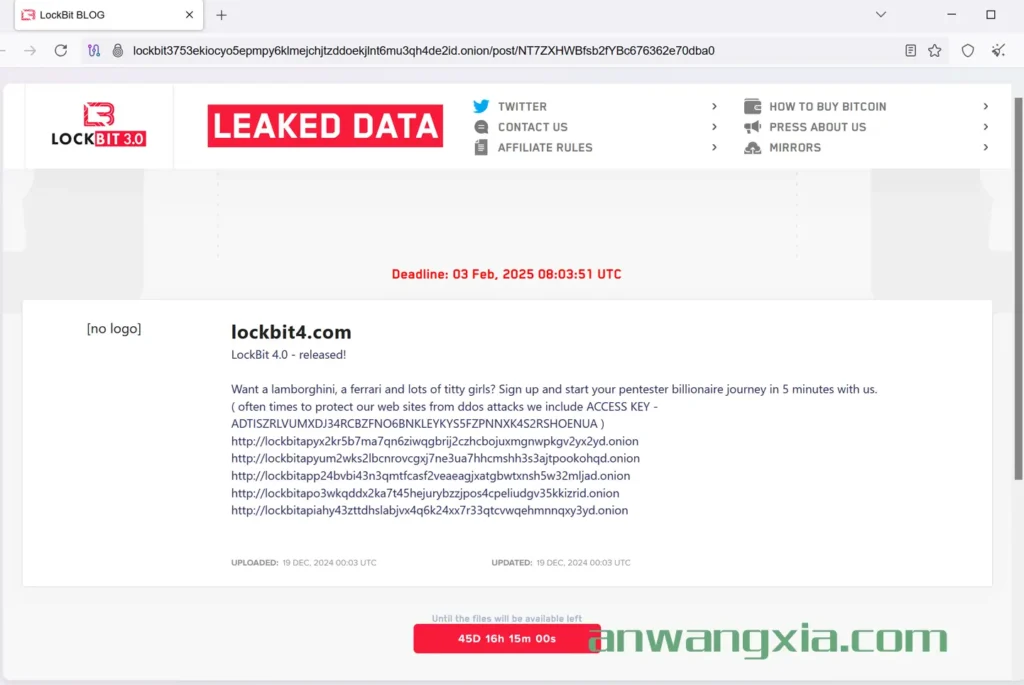 LockBit BLOG
lockbit3753ekiocyo5epmpy6klmejchjtzddoekjlnt6mu3qh4de2id.onion/post/NT7ZXHWBfsb2fYBc676362e70dba0
LOCKBIT 3.0
LEAKED DATA
TWITTER
CONTACT US
AFFILIATE RULES
HOW TO BUY BITCOIN
PRESS ABOUT US
MIRRORS
Deadline: 03 Feb, 2025 08:03:51 UTC
[no logo]
lockbit4.com
LockBit 4.0 - released!
Want a lamborghini, a ferrari and lots of titty girls? Sign up and start your pentester billionaire journey in 5 minutes with us.
( often times to protect our web sites from ddos attacks we include ACCESS KEY -
ADTISZRLVUMXDJ34RCBZFNO6BNKLEYKYS5FZPNNXK4S2RSHOENUA )
http://lockbitapyx2kr5b7ma7qn6ziwqgbrij2czhcbojuxmgnwpkgv2yx2yd.onion
http://lockbitapyum2wks2lbcnrovcgxj7ne3ua7hhcmshh3s3ajtpookohqd.onion
http://lockbitapp24bvbi43n3qmtfcasf2veaeagjxatgbwtxnsh5w32mljad.onion
http://lockbitapo3wkqddx2ka7t45hejurybzzjpos4cpeliudgv35kkizrid.onion
http://lockbitapiahy43zttdhslabjvx4q6k24xx7r33qtcvwqehmnnqxy3yd.onion
UPLOADED: 19 DEC, 2024 00:03 UTC
UPDATED: 19 DEC, 2024 00:03 UTC
Until the files will be available left
45D 16h 15m 00s
anwangxia.com